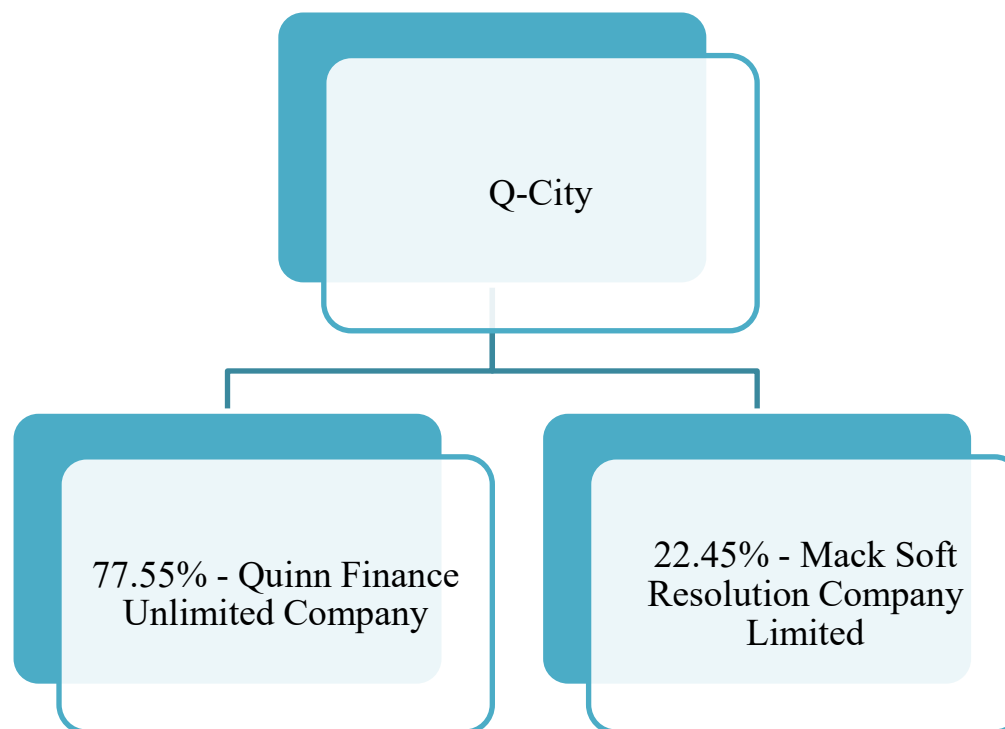 Q-City
77.55% - Quinn Finance
Unlimited Company
22.45% - Mack Soft
Resolution Company
Limited